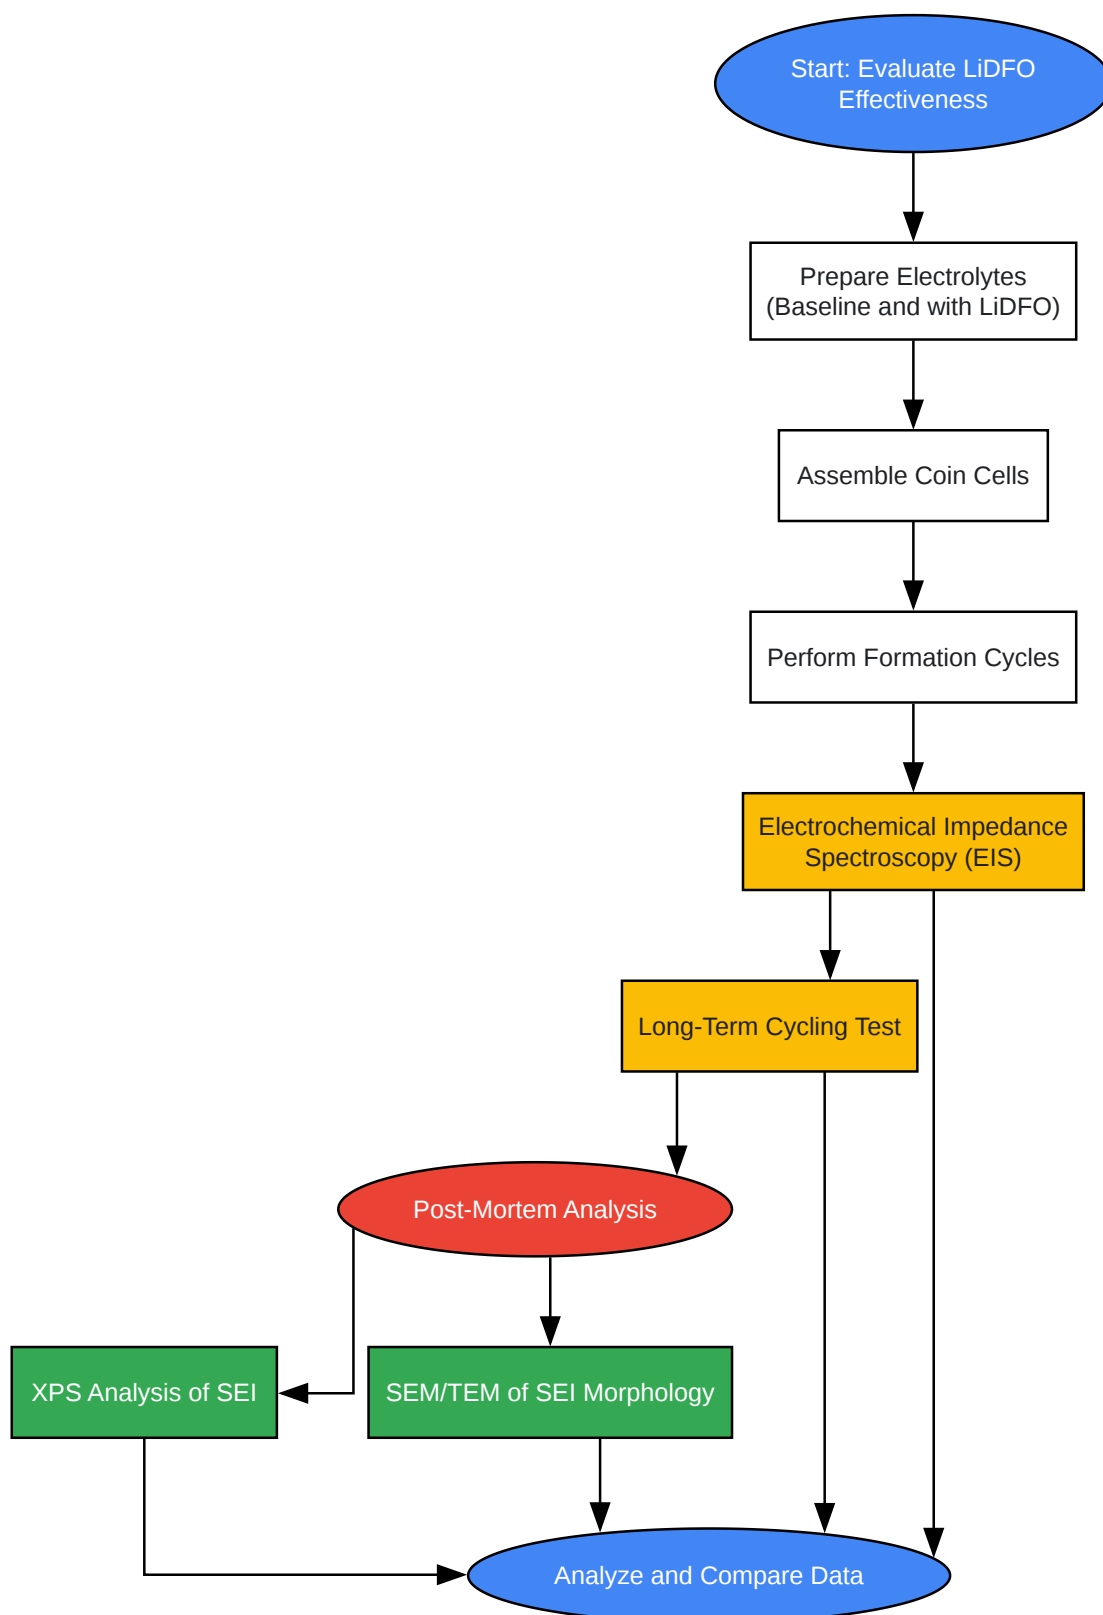 Start: Evaluate LiDFO
Effectiveness
Prepare Electrolytes
(Baseline and with LiDFO)
Assemble Coin Cells
Perform Formation Cycles
Electrochemical Impedance
Spectroscopy (EIS)
Long-Term Cycling Test
Post-Mortem Analysis
XPS Analysis of SEI
SEM/TEM of SEI Morphology
Analyze and Compare Data